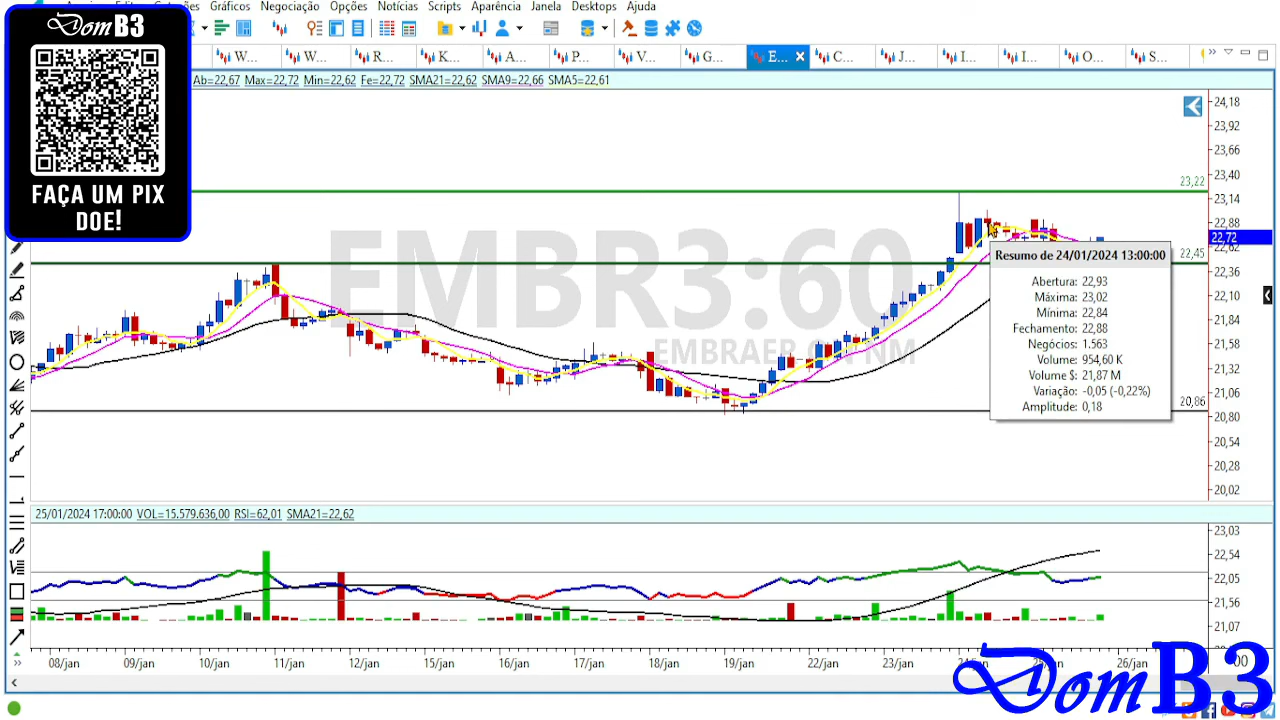 Gráficos Negociação Opções Notícias Scripts Aparência Janela Desktops Ajuda
DomB3
FAÇA UM PIX
DOE!
W... W... R... K... A... P... V... G... E... C... J... I... I... O... S...
Ab=22,67 Max=22,72 Min=22,62 Fe=22,72 SMA21=22,62 SMA9=22,66 SMA5=22,61
EMBR3:60
24,18
23,92
23,66
23,40
23,22
23,14
22,88
22,72
22,62
22,45
22,36
22,10
21,84
21,58
21,32
21,06
20,86
20,80
20,54
20,28
20,02
Resumo de 24/01/2024 13:00:00
Abertura: 22,93
Máxima: 23,02
Mínima: 22,84
Fechamento: 22,88
Negócios: 1.563
Volume: 954,60 K
Volume $: 21,87 M
Variação: -0,05 (-0,22%)
Amplitude: 0,18
25/01/2024 17:00:00 VOL=15.579.636,00 RSI=62,01 SMA21=22,62
23,03
22,54
22,05
21,56
21,07
08/jan 09/jan 10/jan 11/jan 12/jan 15/jan 16/jan 17/jan 18/jan 19/jan 22/jan 23/jan 26/jan
DomB3